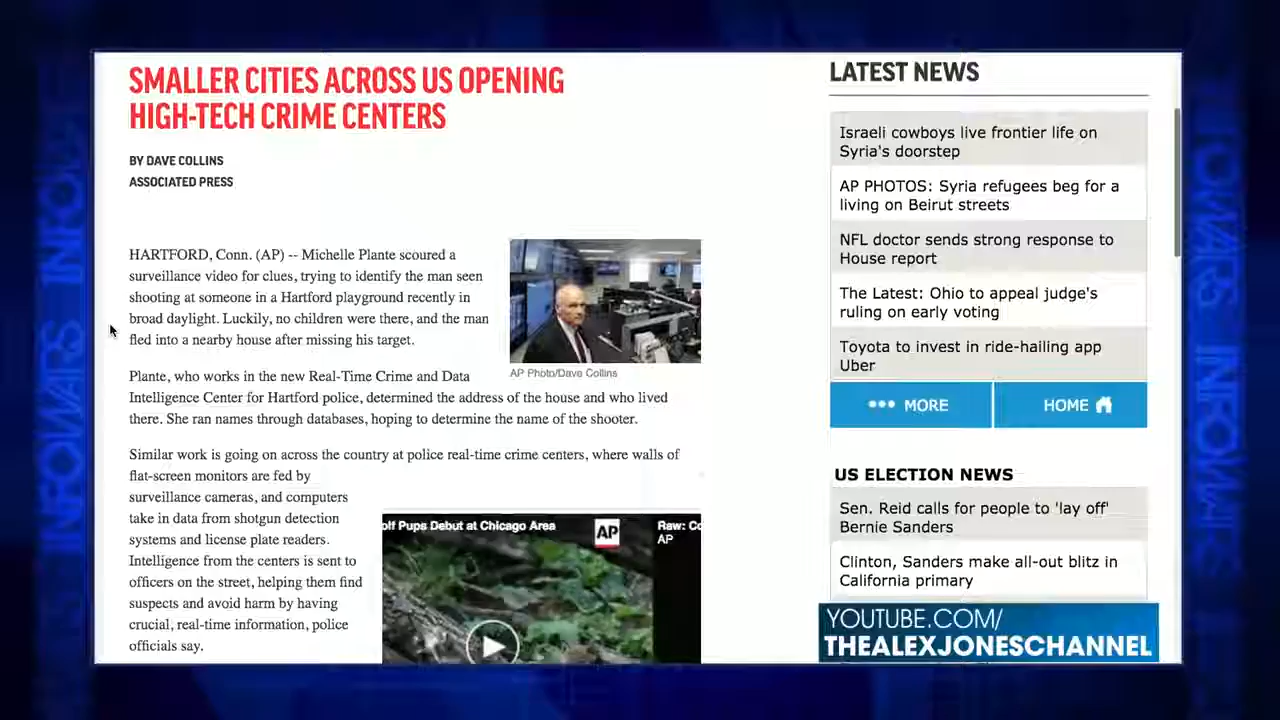 SMALLER CITIES ACROSS US OPENING
HIGH-TECH CRIME CENTERS
BY DAVE COLLINS
ASSOCIATED PRESS
HARTFORD, Conn. (AP) -- Michelle Plante scoured a
surveillance video for clues, trying to identify the man seen
shooting at someone in a Hartford playground recently in
broad daylight. Luckily, no children were there, and the man
fled into a nearby house after missing his target.
AP Photo/Dave Collins
Plante, who works in the new Real-Time Crime and Data
Intelligence Center for Hartford police, determined the address of the house and who lived
there. She ran names through databases, hoping to determine the name of the shooter.
Similar work is going on across the country at police real-time crime centers, where walls of
flat-screen monitors are fed by
surveillance cameras, and computers
take in data from shotgun detection
systems and license plate readers.
Intelligence from the centers is sent to
officers on the street, helping them find
suspects and avoid harm by having
crucial, real-time information, police
officials say.
off Pups Debut at Chicago Area
AP
Raw: Co
AP
LATEST NEWS
Israeli cowboys live frontier life on
Syria's doorstep
AP PHOTOS: Syria refugees beg for a
living on Beirut streets
NFL doctor sends strong response to
House report
The Latest: Ohio to appeal judge's
ruling on early voting
Toyota to invest in ride-hailing app
Uber
MORE
HOME
US ELECTION NEWS
Sen. Reid calls for people to 'lay off'
Bernie Sanders
Clinton, Sanders make all-out blitz in
California primary
YOUTUBE.COM/
THEALEXJONESCHANNEL
INFOWARS